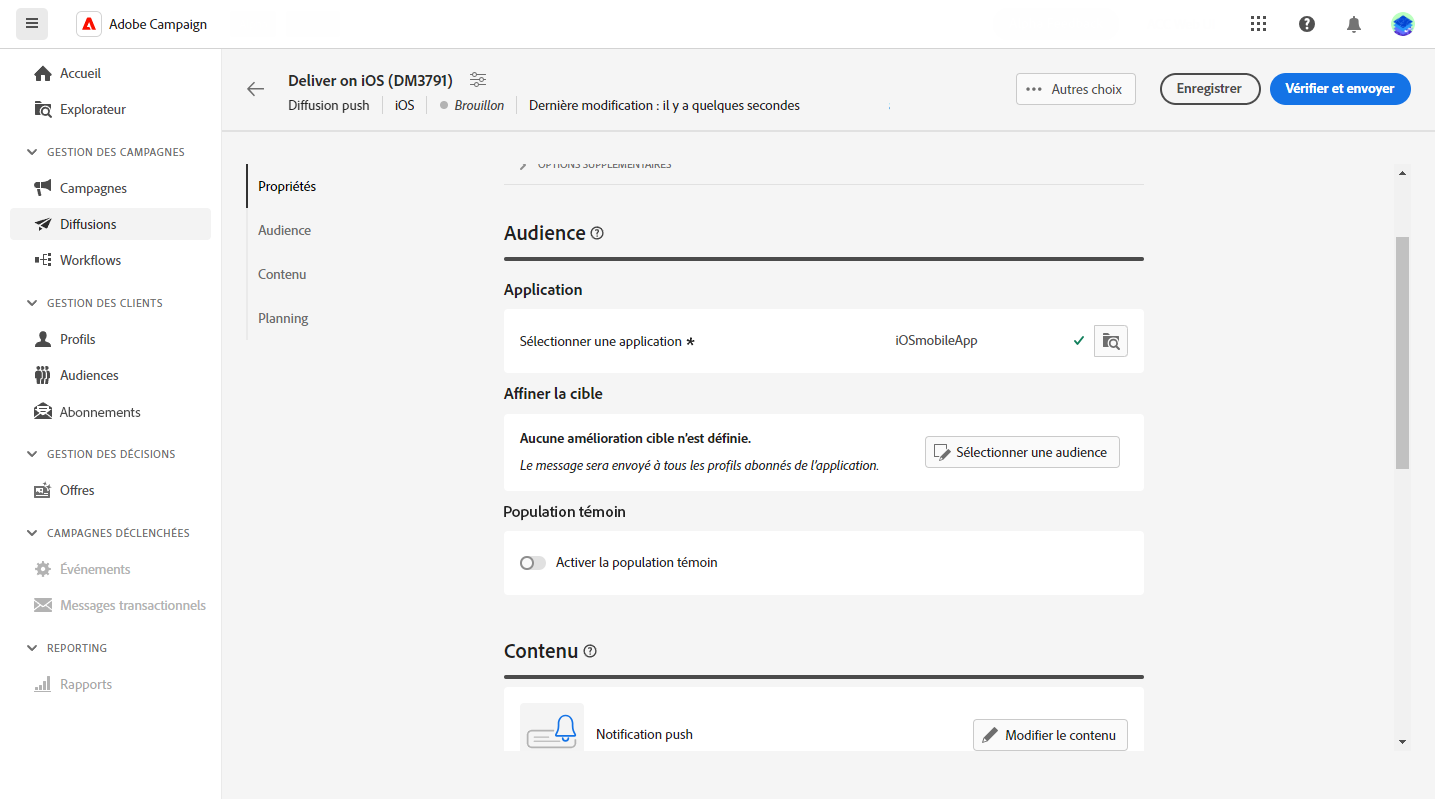 Adobe Campaign
Accueil
Explorateur
GESTION DES CAMPAGNES
Campagnes
Diffusions
Workflows
GESTION DES CLIENTS
Profils
Audiences
Abonnements
GESTION DES DÉCISIONS
Offres
CAMPAGNES DÉCLENCHÉES
Événements
Messages transactionnels
REPORTING
Rapports
Deliver on iOS (DM3791)
Diffusion push iOS Brouillon Dernière modification : il y a quelques secondes
Autres choix
Enregistrer
Vérifier et envoyer
Propriétés
Audience
Contenu
Planning
OPTIONS SUPPLÉMENTAIRES
Audience
Application
Sélectionner une application * iOSmobileApp
Affiner la cible
Aucune amélioration cible n'est définie.
Le message sera envoyé à tous les profils abonnés de l'application.
Sélectionner une audience
Population témoin
Activer la population témoin
Contenu
Notification push
Modifier le contenu